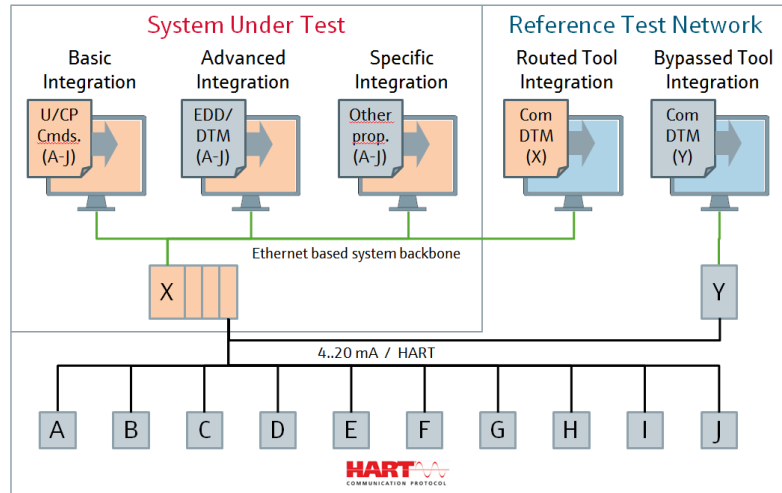 System Under Test
Reference Test Network
Basic
Integration
Advanced
Integration
Specific
Integration
Routed Tool
Integration
Bypassed Tool
Integration
U/CP
Cmds.
(A-J)
EDD/
DTM
(A-J)
Other
prop.
(A-J)
Com
DTM
(X)
Com
DTM
(Y)
Ethernet based system backbone
X
Y
4..20 mA / HART
A B C D E F G H I J
HART
COMMUNICATION PROTOCOL